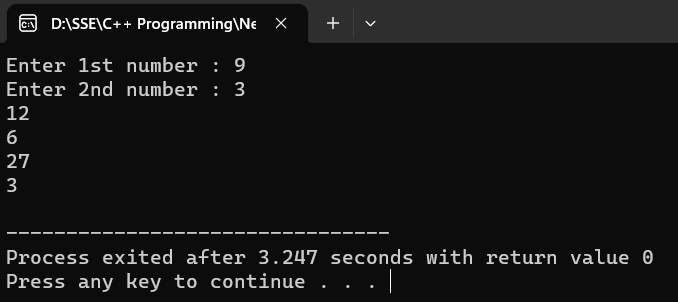 D:\SSE\C++ Programming\Ne
Enter 1st number : 9
Enter 2nd number : 3
12
6
27
3
--------------------------------
Process exited after 3.247 seconds with return value 0
Press any key to continue . . .